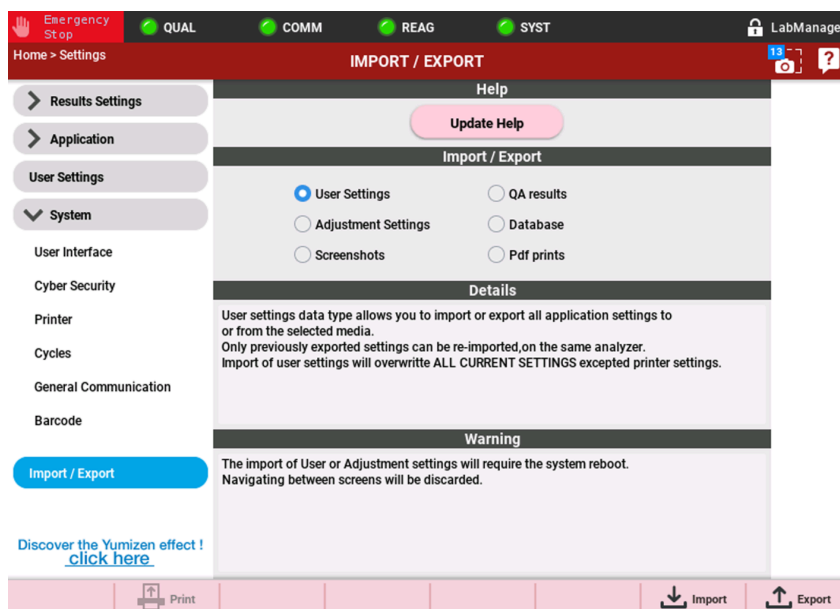 Emergency
Stop
QUAL
COMM
REAG
SYST
LabManage
Home > Settings
IMPORT / EXPORT
13
?
Results Settings
Application
User Settings
System
User Interface
Cyber Security
Printer
Cycles
General Communication
Barcode
Import / Export
Discover the Yumizen effect !
click here
Help
Update Help
Import / Export
User Settings
QA results
Adjustment Settings
Database
Screenshots
Pdf prints
Details
User settings data type allows you to import or export all application settings to
or from the selected media.
Only previously exported settings can be re-imported,on the same analyzer.
Import of user settings will overwritte ALL CURRENT SETTINGS excepted printer settings.
Warning
The import of User or Adjustment settings will require the system reboot.
Navigating between screens will be discarded.
Print
Import
Export